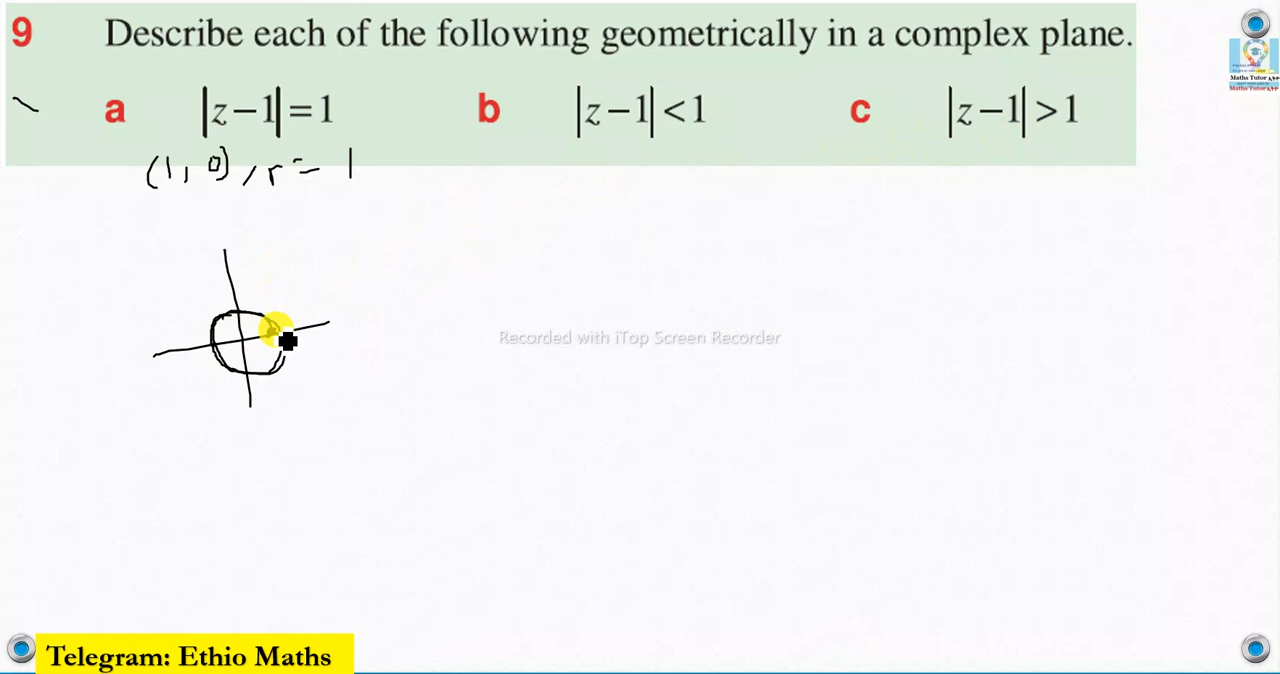 9 Describe each of the following geometrically in a complex plane.
a |z−1|=1 b |z−1|<1 c |z−1|>1
(1, 0), r = 1
Recorded with iTop Screen Recorder
Telegram: Ethio Maths